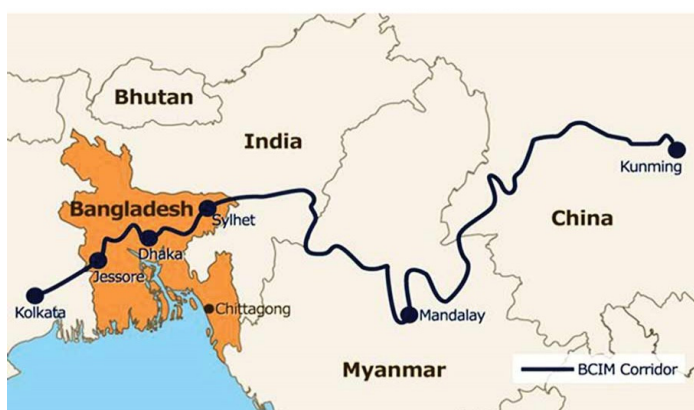 Bhutan
India
Kunming
Bangladesh
Sylhet
China
Dhaka
Jessore
Kolkata
Chittagong
Mandalay
Myanmar
BCIM Corridor